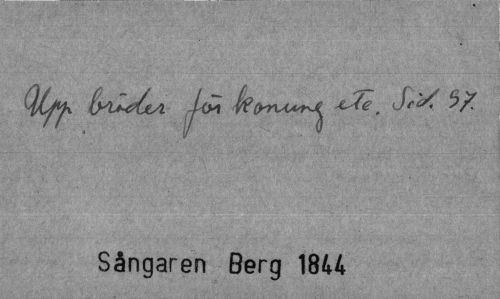 Upp bröder för konung etc. Sid. 97.
Sångaren Berg 1844